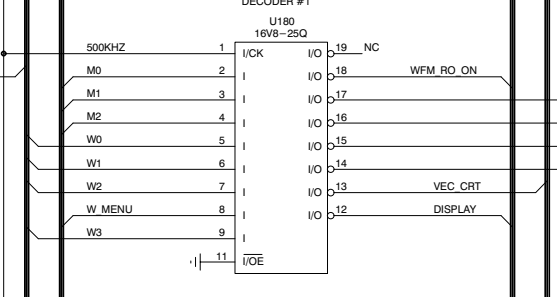 DECODER #1
U180
16V8-25Q
500KHZ 1 I/CK I/O 19 NC
M0 2 I I/O 18 WFM_RO_ON
M1 3 I I/O 17
M2 4 I I/O 16
W0 5 I I/O 15
W1 6 I I/O 14
W2 7 I I/O 13 VEC_CRT
W_MENU 8 I I/O 12 DISPLAY
W3 9 I
11 I/OE